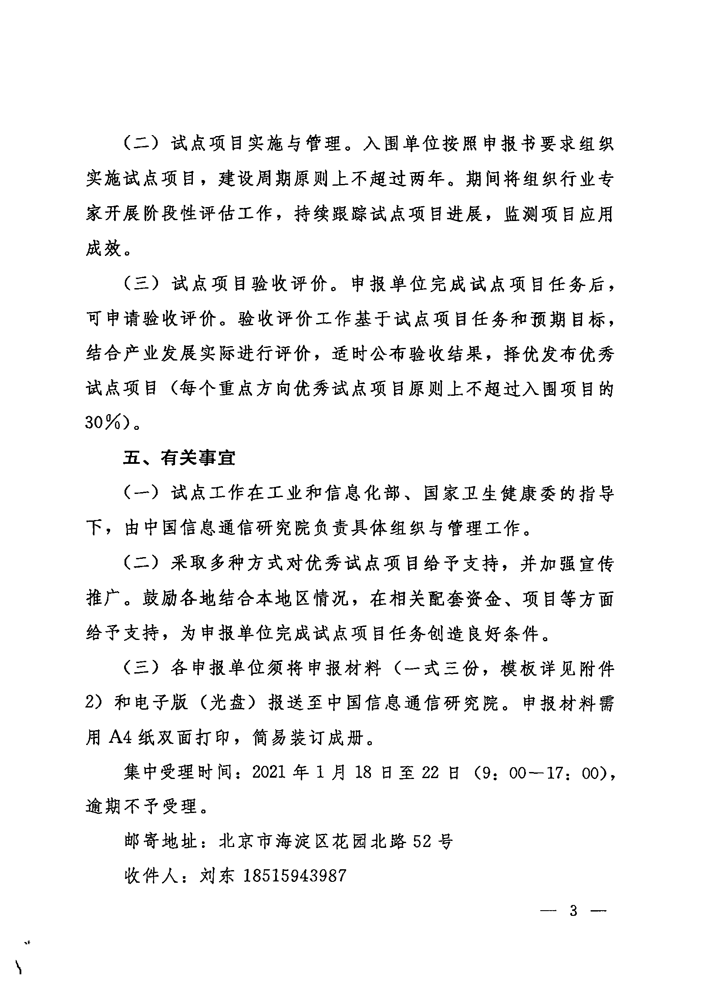 （二）试点项目实施与管理。入围单位按照申报书要求组织
实施试点项目，建设周期原则上不超过两年。期间将组织行业专
家开展阶段性评估工作，持续跟踪试点项目进展，监测项目应用
成效。
（三）试点项目验收评价。申报单位完成试点项目任务后，
可申请验收评价。验收评价工作基于试点项目任务和预期目标，
结合产业发展实际进行评价，适时公布验收结果，择优发布优秀
试点项目（每个重点方向优秀试点项目原则上不超过入围项目的
30%）。
五、有关事宜
（一）试点工作在工业和信息化部、国家卫生健康委的指导
下，由中国信息通信研究院负责具体组织与管理工作。
（二）采取多种方式对优秀试点项目给予支持，并加强宣传
推广。鼓励各地结合本地区情况，在相关配套资金、项目等方面
给予支持，为申报单位完成试点项目任务创造良好条件。
（三）各申报单位须将申报材料（一式三份，模板详见附件
2）和电子版（光盘）报送至中国信息通信研究院。申报材料需
用 A4 纸双面打印，简易装订成册。
集中受理时间：2021 年 1 月 18 日至 22 日（9：00—17：00），
逾期不予受理。
邮寄地址：北京市海淀区花园北路 52 号
收件人：刘东 18515943987
— 3 —